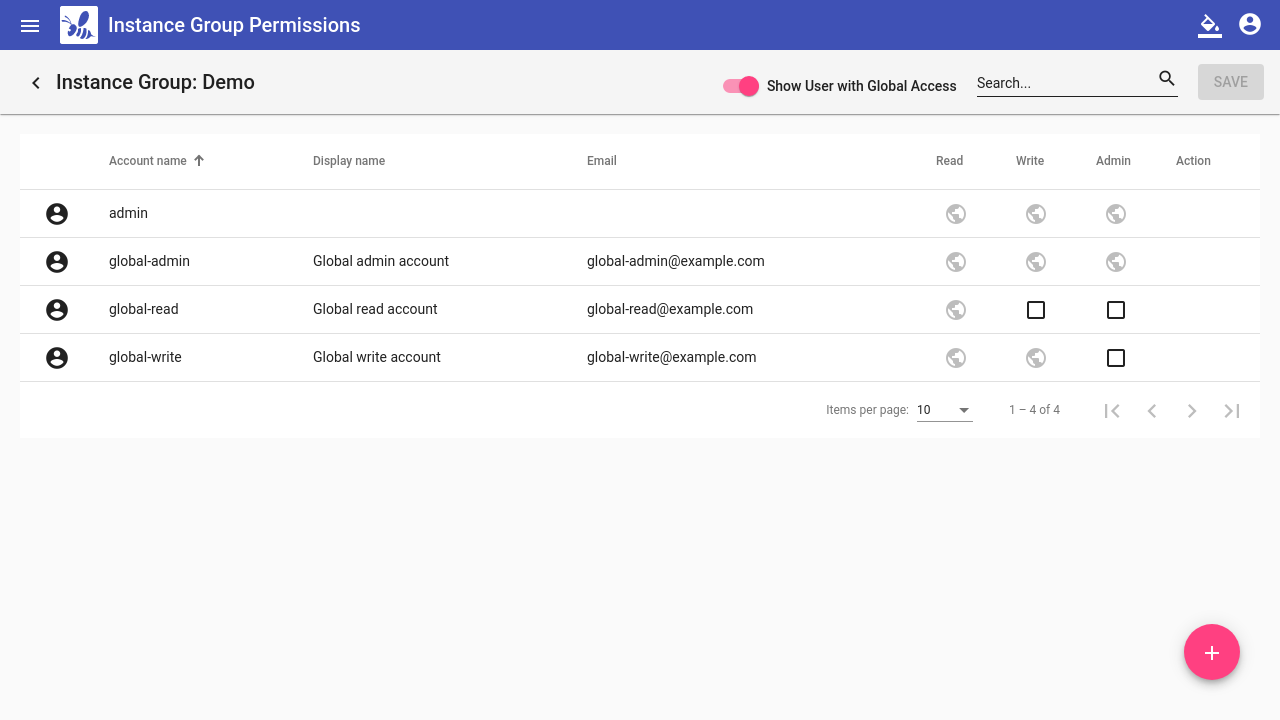 Instance Group Permissions
Instance Group: Demo
Show User with Global Access
Search...
SAVE
Account name Display name Email Read Write Admin Action
admin
global-admin Global admin account global-admin@example.com
global-read Global read account global-read@example.com
global-write Global write account global-write@example.com
Items per page: 10 1 – 4 of 4